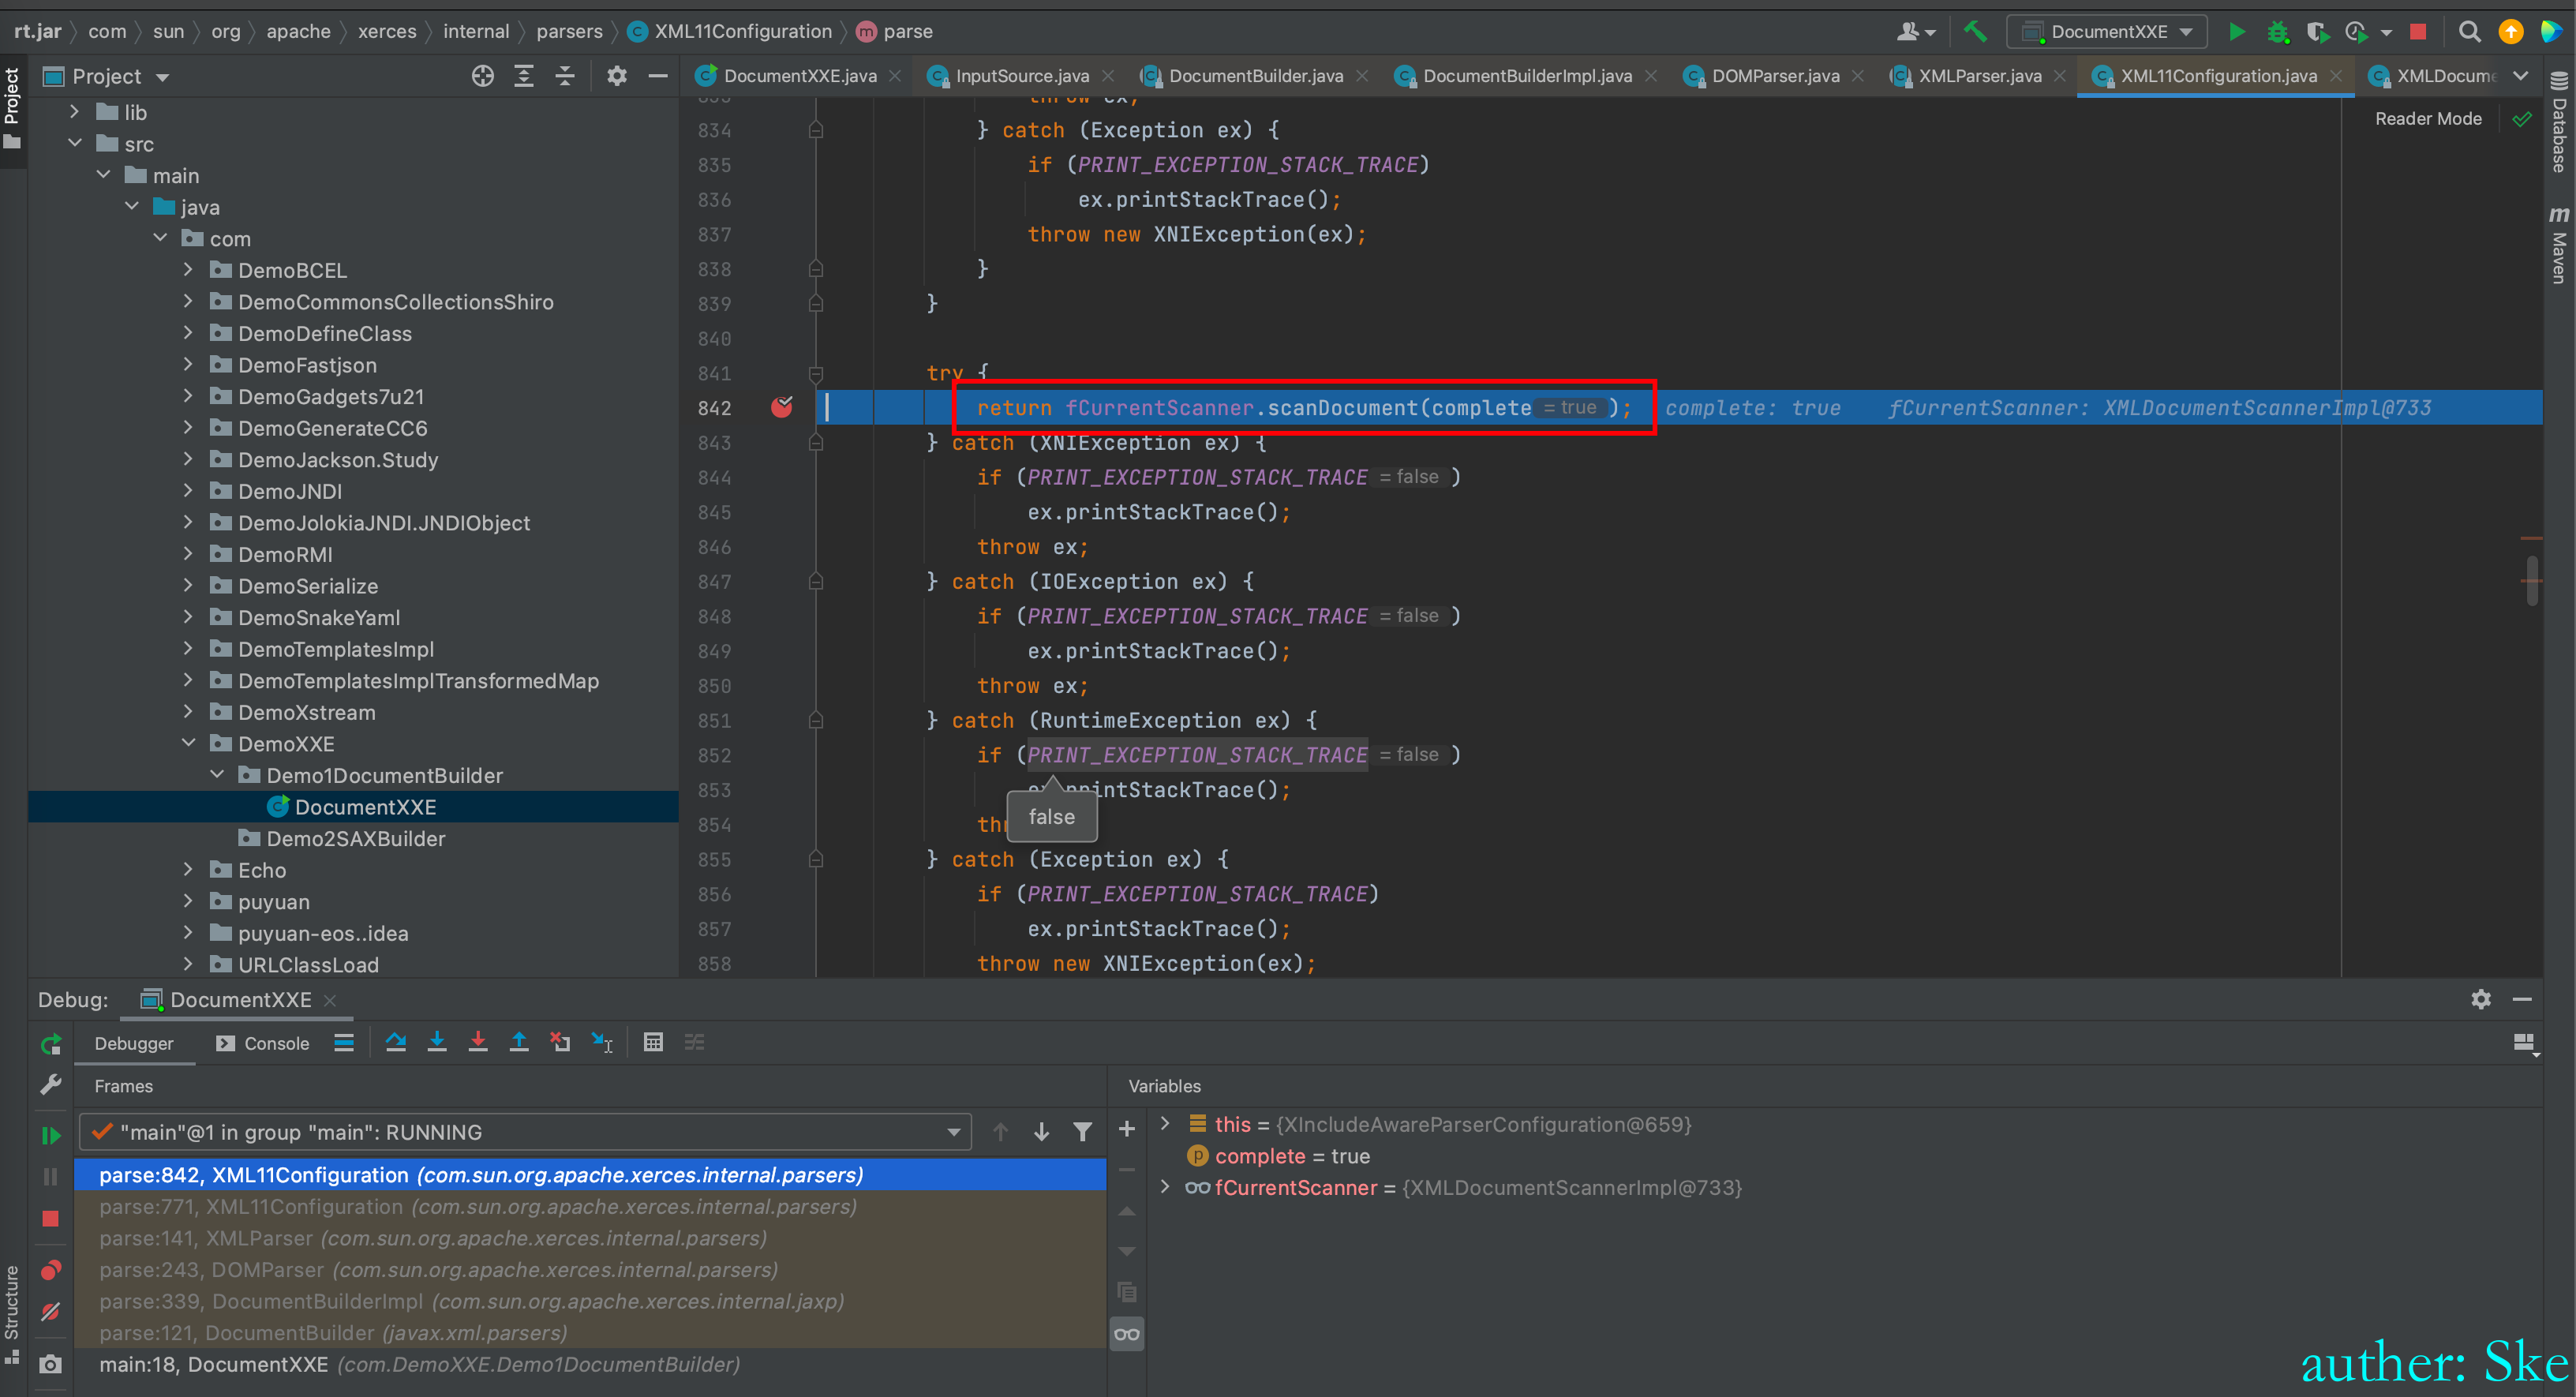 rt.jar com sun org apache xerces internal parsers XML11Configuration parse
DocumentXXE
Project
DocumentXXE.java InputSource.java DocumentBuilder.java DocumentBuilderImpl.java DOMParser.java XMLParser.java XML11Configuration.java XMLDocume
Project
Structure
Database
Maven
Reader Mode
lib
src
main
java
com
DemoBCEL
DemoCommonsCollectionsShiro
DemoDefineClass
DemoFastjson
DemoGadgets7u21
DemoGenerateCC6
DemoJackson.Study
DemoJNDI
DemoJolokiaJNDI.JNDIObject
DemoRMI
DemoSerialize
DemoSnakeYaml
DemoTemplatesImpl
DemoTemplatesImplTransformedMap
DemoXstream
DemoXXE
Demo1DocumentBuilder
DocumentXXE
Demo2SAXBuilder
Echo
puyuan
puyuan-eos..idea
URLClassLoad
834 } catch (Exception ex) {
835 if (PRINT_EXCEPTION_STACK_TRACE)
836 ex.printStackTrace();
837 throw new XNIException(ex);
838 }
839 }
840
841 try {
842 return fCurrentScanner.scanDocument(complete = true ); complete: true fCurrentScanner: XMLDocumentScannerImpl@733
843 } catch (XNIException ex) {
844 if (PRINT_EXCEPTION_STACK_TRACE = false )
845 ex.printStackTrace();
846 throw ex;
847 } catch (IOException ex) {
848 if (PRINT_EXCEPTION_STACK_TRACE = false )
849 ex.printStackTrace();
850 throw ex;
851 } catch (RuntimeException ex) {
852 if (PRINT_EXCEPTION_STACK_TRACE = false )
853 intStackTrace();
false
854
855 } catch (Exception ex) {
856 if (PRINT_EXCEPTION_STACK_TRACE)
857 ex.printStackTrace();
858 throw new XNIException(ex);
Debug: DocumentXXE
Debugger Console
Frames
"main"@1 in group "main": RUNNING
parse:842, XML11Configuration (com.sun.org.apache.xerces.internal.parsers)
parse:771, XML11Configuration (com.sun.org.apache.xerces.internal.parsers)
parse:141, XMLParser (com.sun.org.apache.xerces.internal.parsers)
parse:243, DOMParser (com.sun.org.apache.xerces.internal.parsers)
parse:339, DocumentBuilderImpl (com.sun.org.apache.xerces.internal.jaxp)
parse:121, DocumentBuilder (javax.xml.parsers)
main:18, DocumentXXE (com.DemoXXE.Demo1DocumentBuilder)
Variables
this = {XIncludeAwareParserConfiguration@659}
complete = true
fCurrentScanner = {XMLDocumentScannerImpl@733}
auther: Ske